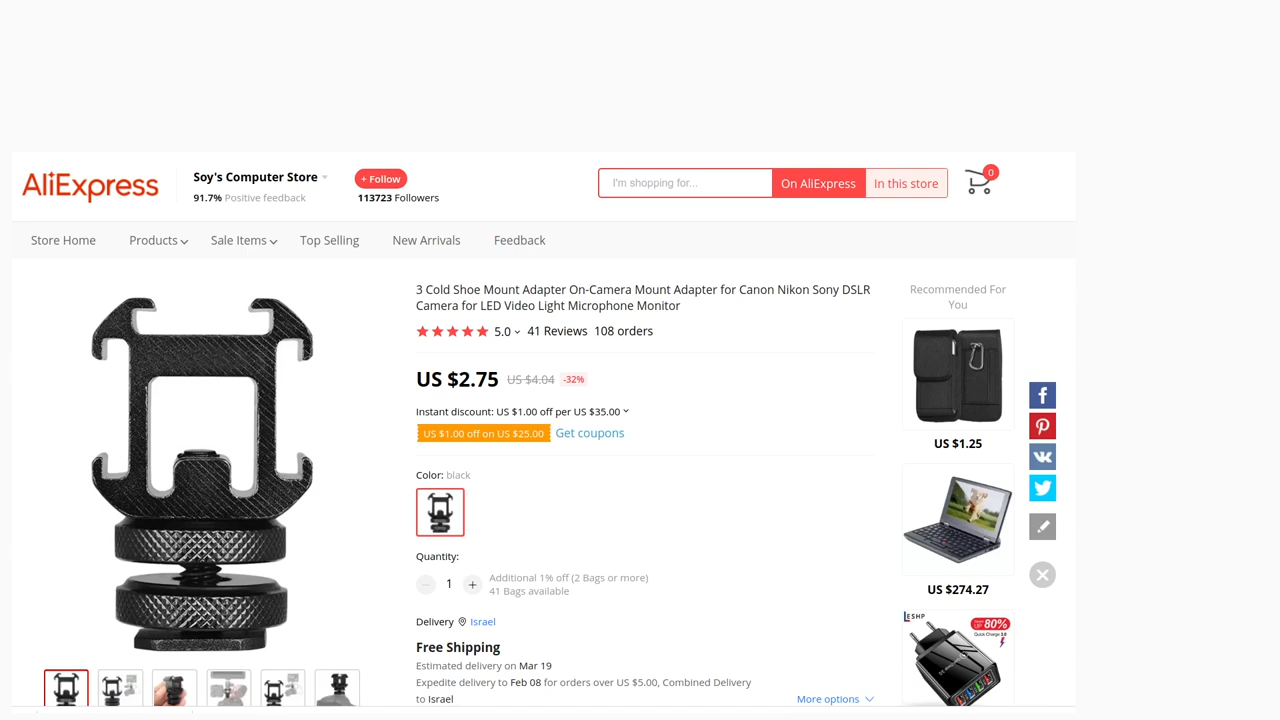 AliExpress
Soy's Computer Store
+ Follow
91.7% Positive feedback
113723 Followers
I'm shopping for...
On AliExpress
In this store
0
Store Home
Products
Sale Items
Top Selling
New Arrivals
Feedback
3 Cold Shoe Mount Adapter On-Camera Mount Adapter for Canon Nikon Sony DSLR
Camera for LED Video Light Microphone Monitor
5.0
41 Reviews
108 orders
US $2.75
US $4.04
-32%
Instant discount: US $1.00 off per US $35.00
US $1.00 off on US $25.00
Get coupons
Color: black
Quantity:
1
Additional 1% off (2 Bags or more)
41 Bags available
Delivery
Israel
Free Shipping
Estimated delivery on Mar 19
Expedite delivery to Feb 08 for orders over US $5.00, Combined Delivery
to Israel
More options
Recommended For
You
US $1.25
US $274.27
LESHP
80%
Quick Charge 3.0